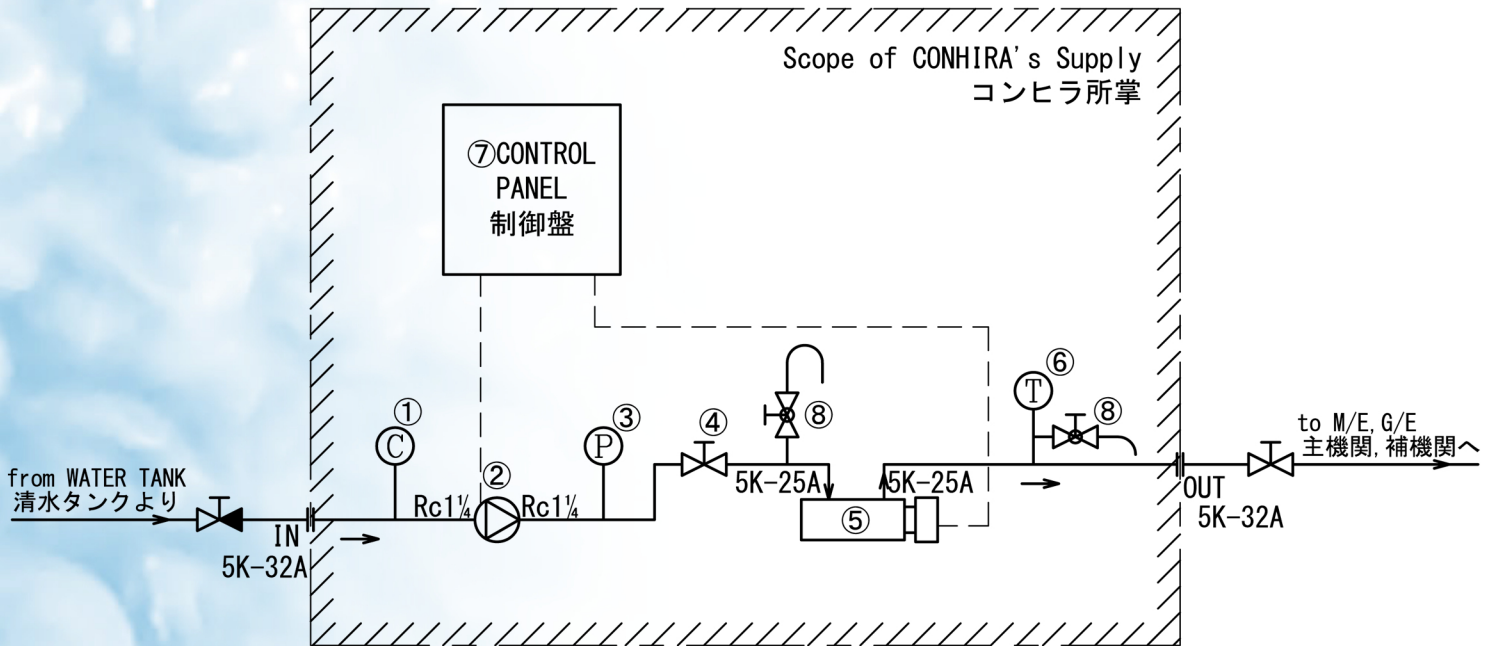 Scope of CONHIRA's Supply
コンヒラ所掌
⑦CONTROL
PANEL
制御盤
①
②
③
④
⑧
⑥
⑧
from WATER TANK
清水タンクより
IN
5K-32A
C
Rc1¼
Rc1¼
P
5K-25A
5K-25A
⑤
T
OUT
5K-32A
to M/E,G/E
主機関,補機関へ